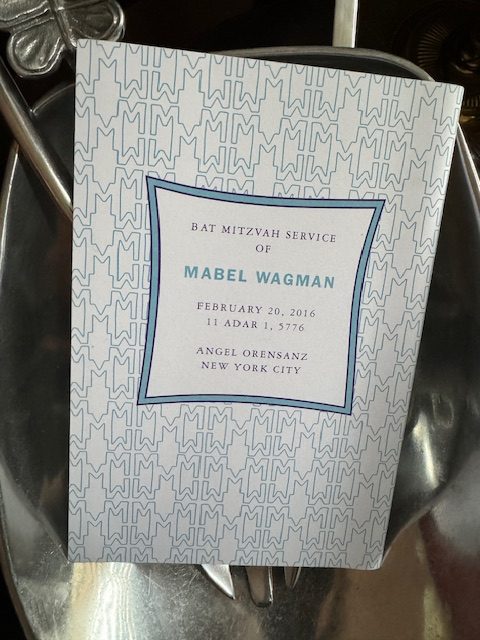 BAT MITZVAH SERVICE
OF
MABEL WAGMAN
FEBRUARY 20, 2016
11 ADAR 1, 5776
ANGEL ORENSANZ
NEW YORK CITY